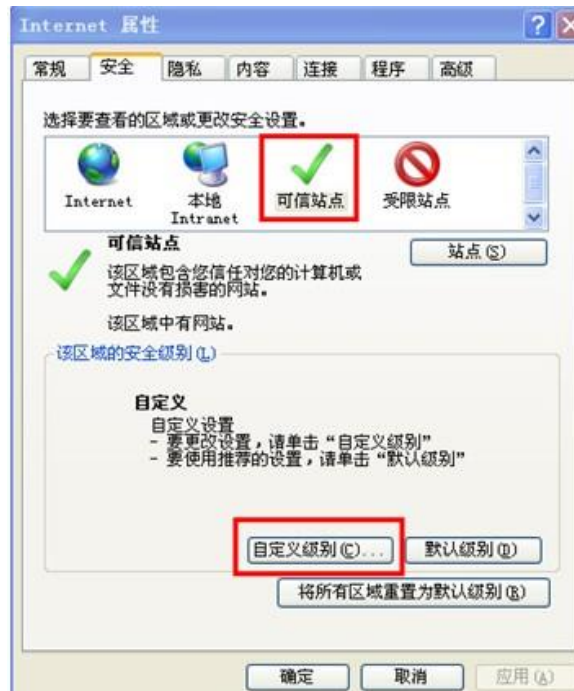 Internet 属性
常规 安全 隐私 内容 连接 程序 高级
选择要查看的区域或更改安全设置。
Internet 本地 Intranet 可信站点 受限站点
可信站点
站点(S)
该区域包含您信任对您的计算机或
文件没有损害的网站。
该区域中有网站。
该区域的安全级别(L)
自定义
自定义设置
- 要更改设置，请单击“自定义级别”
- 要使用推荐的设置，请单击“默认级别”
自定义级别(C)... 默认级别(D)
将所有区域重置为默认级别(R)
确定 取消 应用(A)